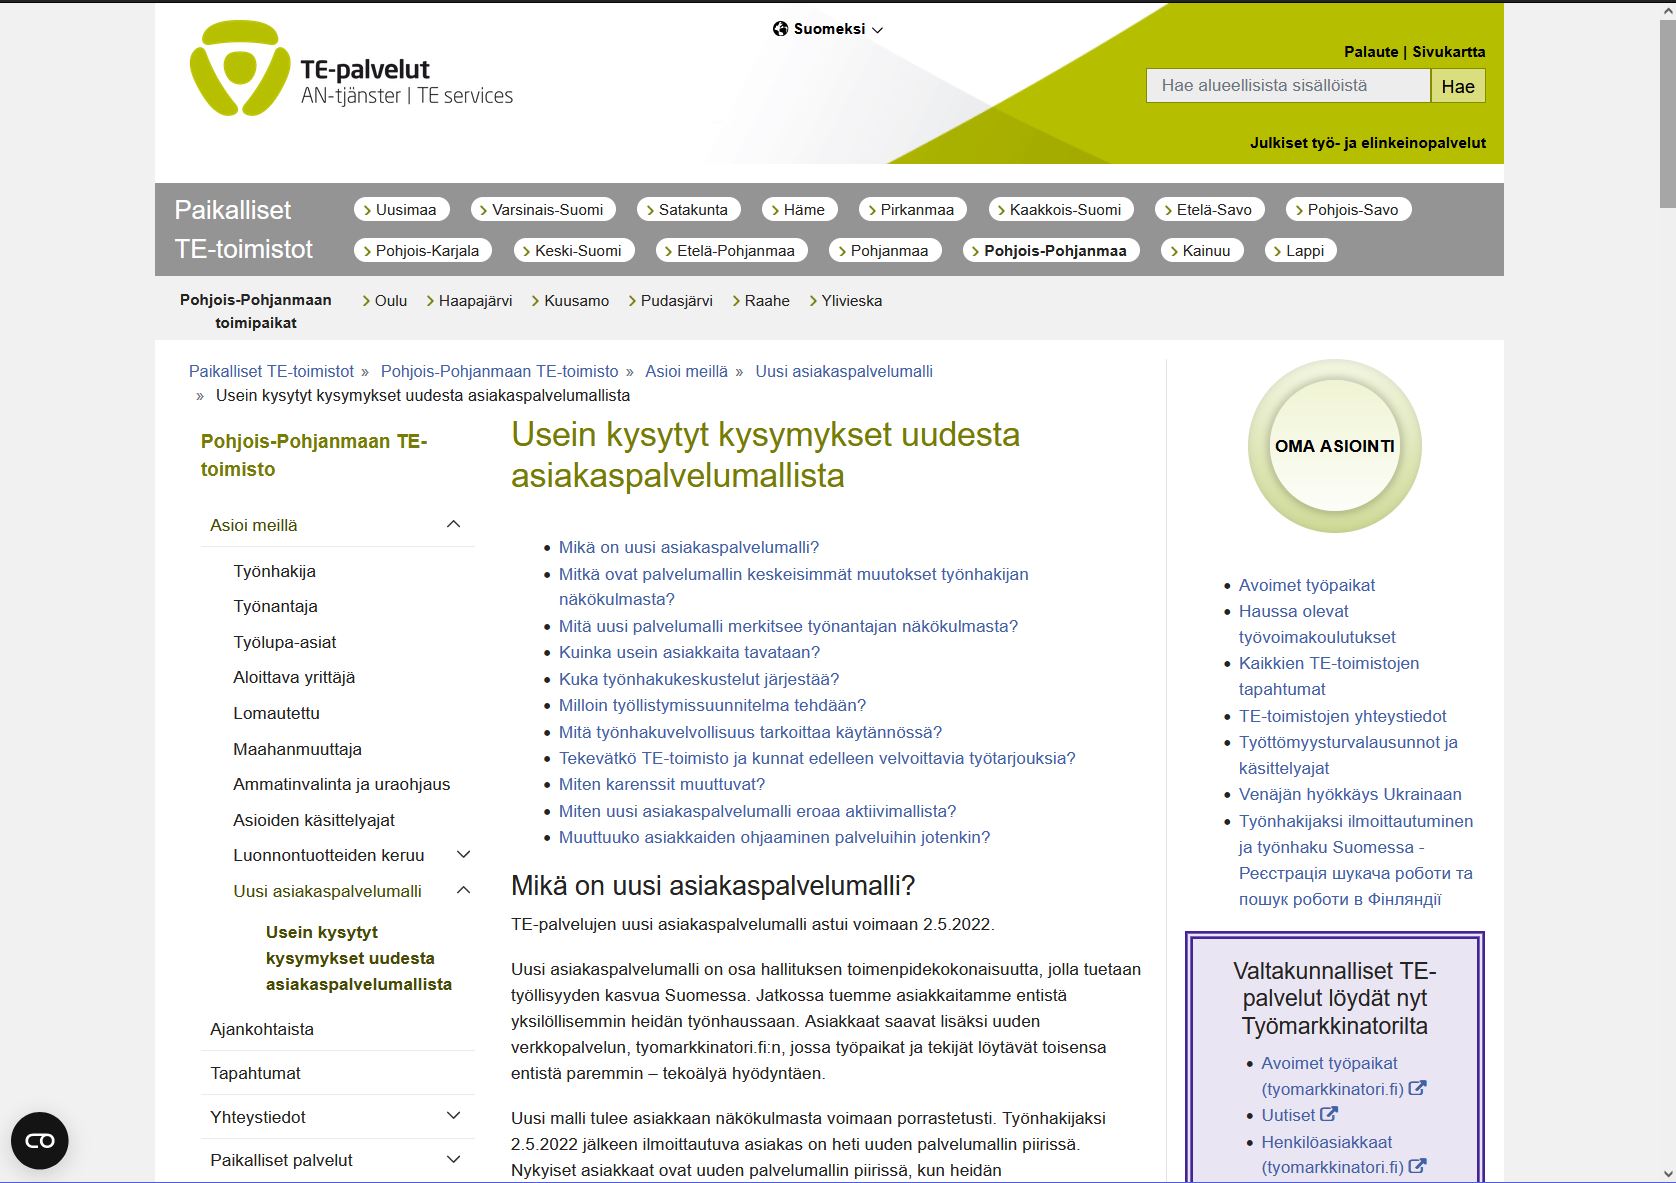 Suomeksi
TE-palvelut
AN-tjänster | TE services
Palaute | Sivukartta
Hae alueellisista sisällöistä
Hae
Julkiset työ- ja elinkeinopalvelut
Paikalliset
TE-toimistot
Uusimaa
Varsinais-Suomi
Satakunta
Häme
Pirkanmaa
Kaakkois-Suomi
Etelä-Savo
Pohjois-Savo
Pohjois-Karjala
Keski-Suomi
Etelä-Pohjanmaa
Pohjanmaa
Pohjois-Pohjanmaa
Kainuu
Lappi
Pohjois-Pohjanmaan
toimipaikat
Oulu
Haapajärvi
Kuusamo
Pudasjärvi
Raahe
Ylivieska
Paikalliset TE-toimistot » Pohjois-Pohjanmaan TE-toimisto » Asioi meillä » Uusi asiakaspalvelumalli
» Usein kysytyt kysymykset uudesta asiakaspalvelumallista
Pohjois-Pohjanmaan TE-
toimisto
Asioi meillä
Työnhakija
Työnantaja
Työlupa-asiat
Aloittava yrittäjä
Lomautettu
Maahanmuuttaja
Ammatinvalinta ja uraohjaus
Asioiden käsittelyajat
Luonnontuotteiden keruu
Uusi asiakaspalvelumalli
Usein kysytyt
kysymykset uudesta
asiakaspalvelumallista
Ajankohtaista
Tapahtumat
Yhteystiedot
Paikalliset palvelut
Usein kysytyt kysymykset uudesta
asiakaspalvelumallista
• Mikä on uusi asiakaspalvelumalli?
• Mitkä ovat palvelumallin keskeisimmät muutokset työnhakijan
näkökulmasta?
• Mitä uusi palvelumalli merkitsee työnantajan näkökulmasta?
• Kuinka usein asiakkaita tavataan?
• Kuka työnhakukeskustelut järjestää?
• Milloin työllistymissuunnitelma tehdään?
• Mitä työnhakuvelvollisuus tarkoittaa käytännössä?
• Tekevätkö TE-toimisto ja kunnat edelleen velvoittavia työtarjouksia?
• Miten karenssit muuttuvat?
• Miten uusi asiakaspalvelumalli eroaa aktiivimallista?
• Muuttuuko asiakkaiden ohjaaminen palveluihin jotenkin?
Mikä on uusi asiakaspalvelumalli?
TE-palvelujen uusi asiakaspalvelumalli astui voimaan 2.5.2022.
Uusi asiakaspalvelumalli on osa hallituksen toimenpidekokonaisuutta, jolla tuetaan
työllisyyden kasvua Suomessa. Jatkossa tuemme asiakkaitamme entistä
yksilöllisemmin heidän työnhaussaan. Asiakkaat saavat lisäksi uuden
verkkopalvelun, tyomarkkinatori.fi:n, jossa työpaikat ja tekijät löytävät toisensa
entistä paremmin – tekoälyä hyödyntäen.
Uusi malli tulee asiakkaan näkökulmasta voimaan porrastetusti. Työnhakijaksi
2.5.2022 jälkeen ilmoittautuva asiakas on heti uuden palvelumallin piirissä.
Nykyiset asiakkaat ovat uuden palvelumallin piirissä, kun heidän
OMA ASIOINTI
• Avoimet työpaikat
• Haussa olevat
työvoimakoulutukset
• Kaikkien TE-toimistojen
tapahtumat
• TE-toimistojen yhteystiedot
• Työttömyysturvalausunnot ja
käsittelyajat
• Venäjän hyökkäys Ukrainaan
• Työnhakijaksi ilmoittautuminen
ja työnhaku Suomessa -
Реєстрація шукача роботи та
пошук роботи в Фінляндії
Valtakunnalliset TE-
palvelut löydät nyt
Työmarkkinatorilta
• Avoimet työpaikat
(tyomarkkinatori.fi)
• Uutiset
• Henkilöasiakkaat
(tyomarkkinatori.fi)